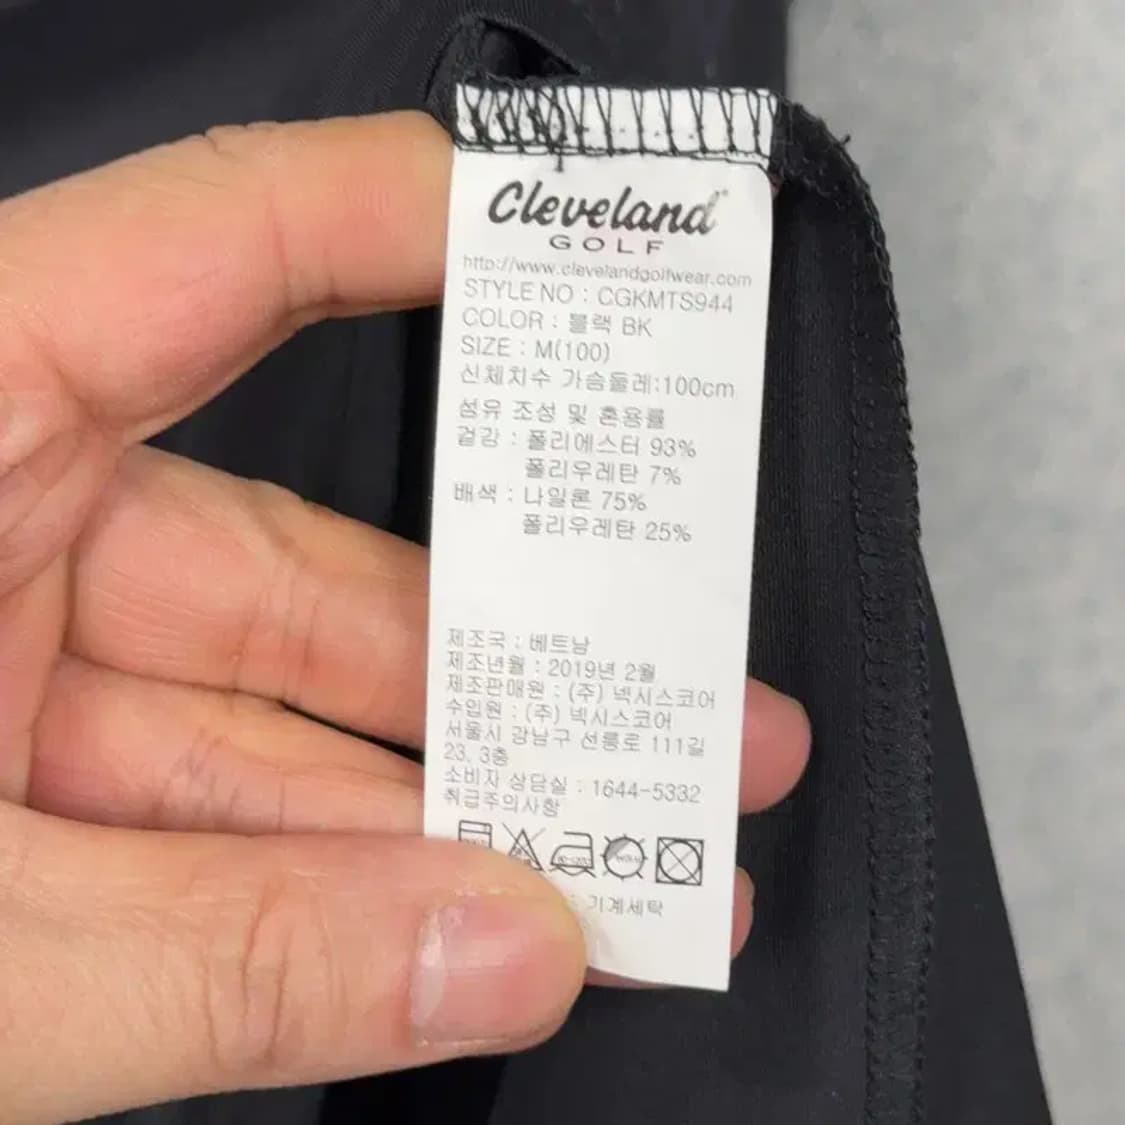 Cleveland
GOLF
http://www.clevelandgolfwear.com
STYLE NO : CGKMTS944
COLOR : 블랙 BK
SIZE : M(100)
신체치수 가슴둘레:100cm
섬유 조성 및 혼용률
겉감 : 폴리에스터 93%
폴리우레탄 7%
배색 : 나일론 75%
폴리우레탄 25%
제조국 : 베트남
제조년월 : 2019년 2월
제조판매원 : (주) 넥시스코어
수입원 : (주) 넥시스코어
서울시 강남구 선릉로 111길
23, 3층
소비자 상담실 : 1644-5332
취급주의사항
기계세탁